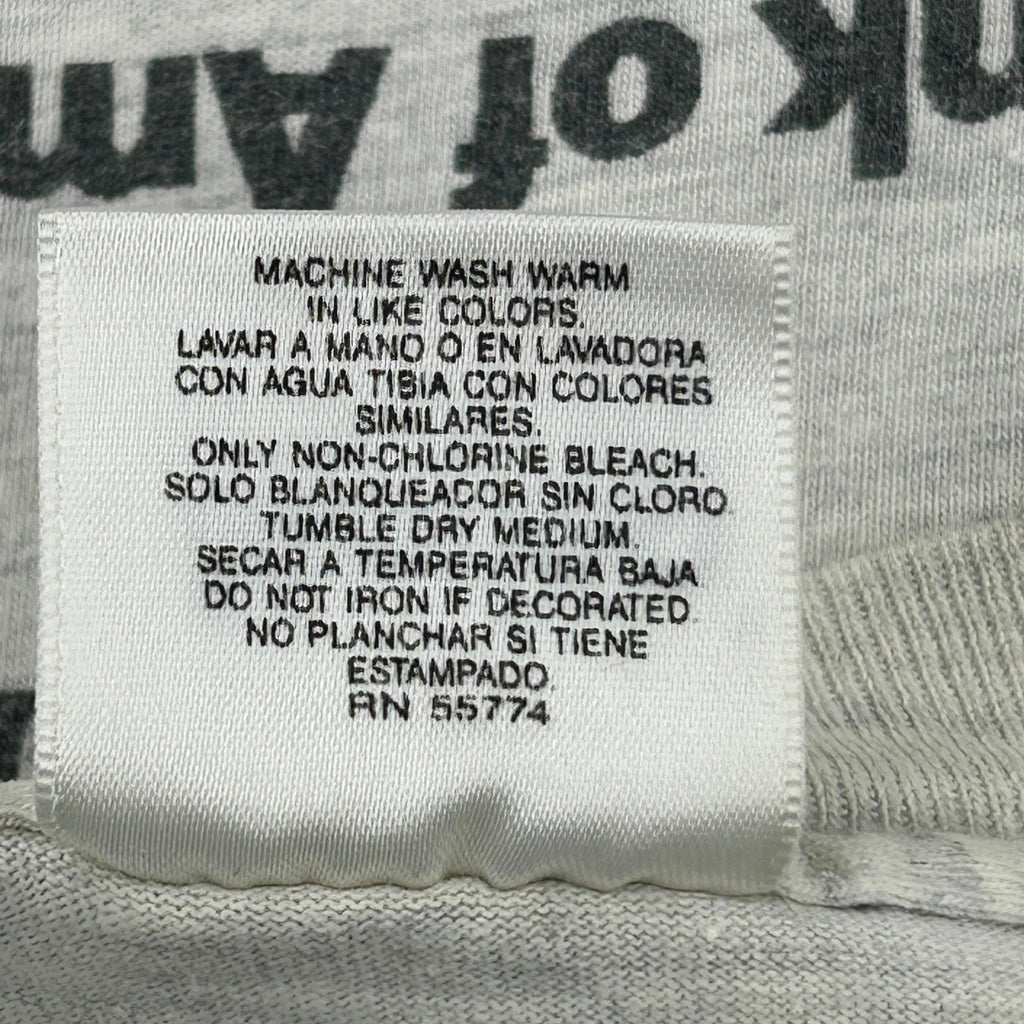 nk of Am
MACHINE WASH WARM
IN LIKE COLORS.
LAVAR A MANO O EN LAVADORA
CON AGUA TIBIA CON COLORES
SIMILARES.
ONLY NON-CHLORINE BLEACH.
SOLO BLANQUEADOR SIN CLORO
TUMBLE DRY MEDIUM.
SECAR A TEMPERATURA BAJA
DO NOT IRON IF DECORATED
NO PLANCHAR SI TIENE
ESTAMPADO.
RN 55774